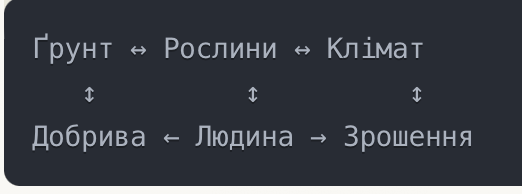 Ґрунт ↔ Рослини ↔ Клімат
↕ ↕ ↕
Добрива ← Людина → Зрошення